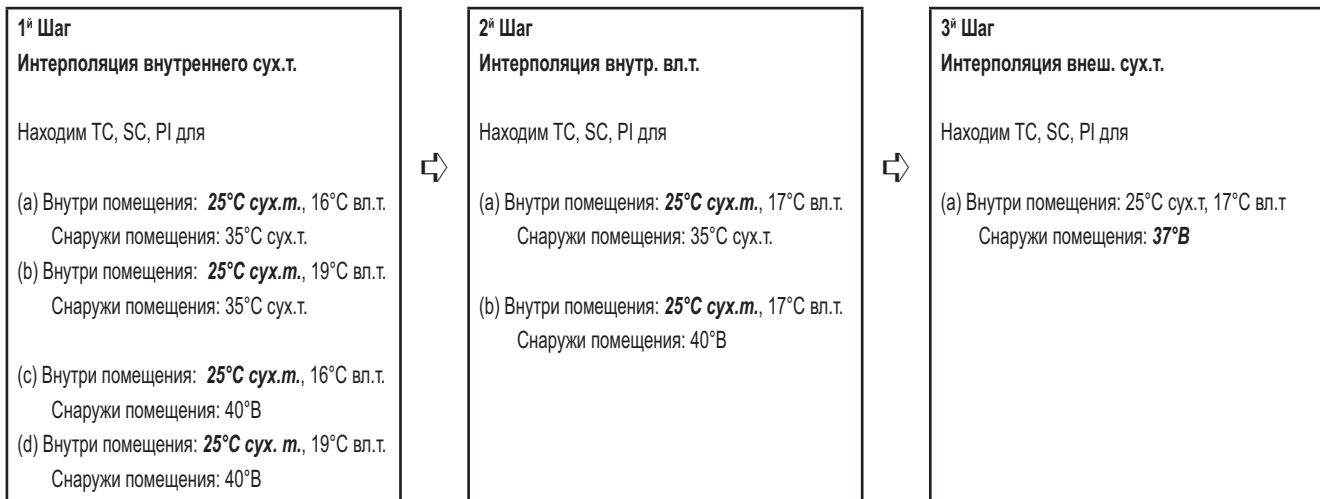 1й Шаг
Интерполяция внутреннего сух.т.
Находим TC, SC, PI для
(a) Внутри помещения: 25°C сух.т., 16°C вл.т.
Снаружи помещения: 35°C сух.т.
(b) Внутри помещения: 25°C сух.т., 19°C вл.т.
Снаружи помещения: 35°C сух.т.
(c) Внутри помещения: 25°C сух.т., 16°C вл.т.
Снаружи помещения: 40°B
(d) Внутри помещения: 25°C сух. т., 19°C вл.т.
Снаружи помещения: 40°B
2й Шаг
Интерполяция внутр. вл.т.
Находим TC, SC, PI для
(a) Внутри помещения: 25°C сух.т., 17°C вл.т.
Снаружи помещения: 35°C сух.т.
(b) Внутри помещения: 25°C сух.т., 17°C вл.т.
Снаружи помещения: 40°B
3й Шаг
Интерполяция внеш. сух.т.
Находим TC, SC, PI для
(a) Внутри помещения: 25°C сух.т, 17°C вл.т
Снаружи помещения: 37°B